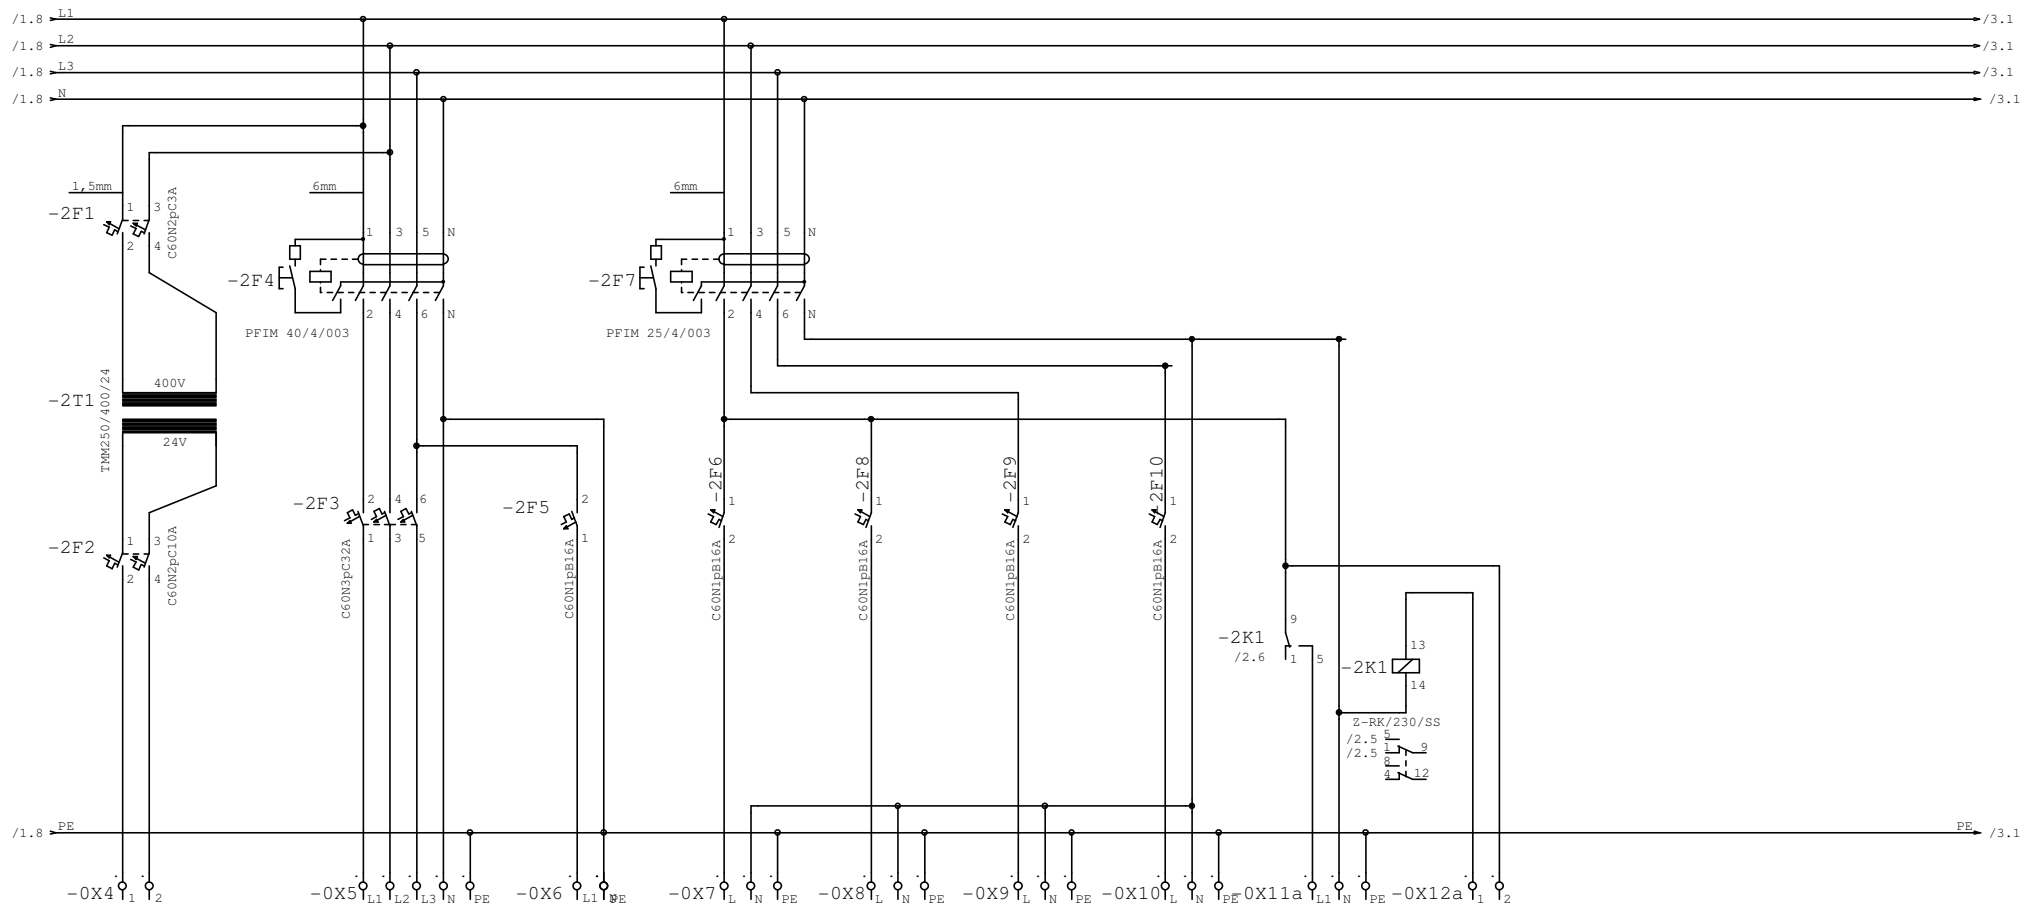 /1.8 L1 /3.1
/1.8 L2 /3.1
/1.8 L3 /3.1
/1.8 N /3.1
1,5mm 6mm 6mm
-2F1 1 3 C60N2pC3A
2 4
1 3 5 N
-2F4
2 4 6 N
PFIM 40/4/003
1 3 5 N
-2F7
2 4 6 N
PFIM 25/4/003
-2T1 TMM250/400/24
400V
24V
-2F2 1 3 C60N2pC10A
2 4
-2F3 2 4 6
1 3 5
C60N3pC32A
-2F5 2
1
C60N1pB16A
-2F6 1
2
C60N1pB16A
-2F8 1
2
C60N1pB16A
-2F9 1
2
C60N1pB16A
-2F10 1
2
C60N1pB16A
9
-2K1
/2.6 1 5
13
-2K1
14
Z-RK/230/SS
/2.5 5
/2.5 1 9
8
4 12
/1.8 PE PE /3.1
-0X4 1 2
-0X5 L1 L2 L3 N PE
-0X6 L1 N PE
-0X7 L N PE
-0X8 L N PE
-0X9 L N PE
-0X10 L N PE
-0X11a L1 N PE
-0X12a 1 2